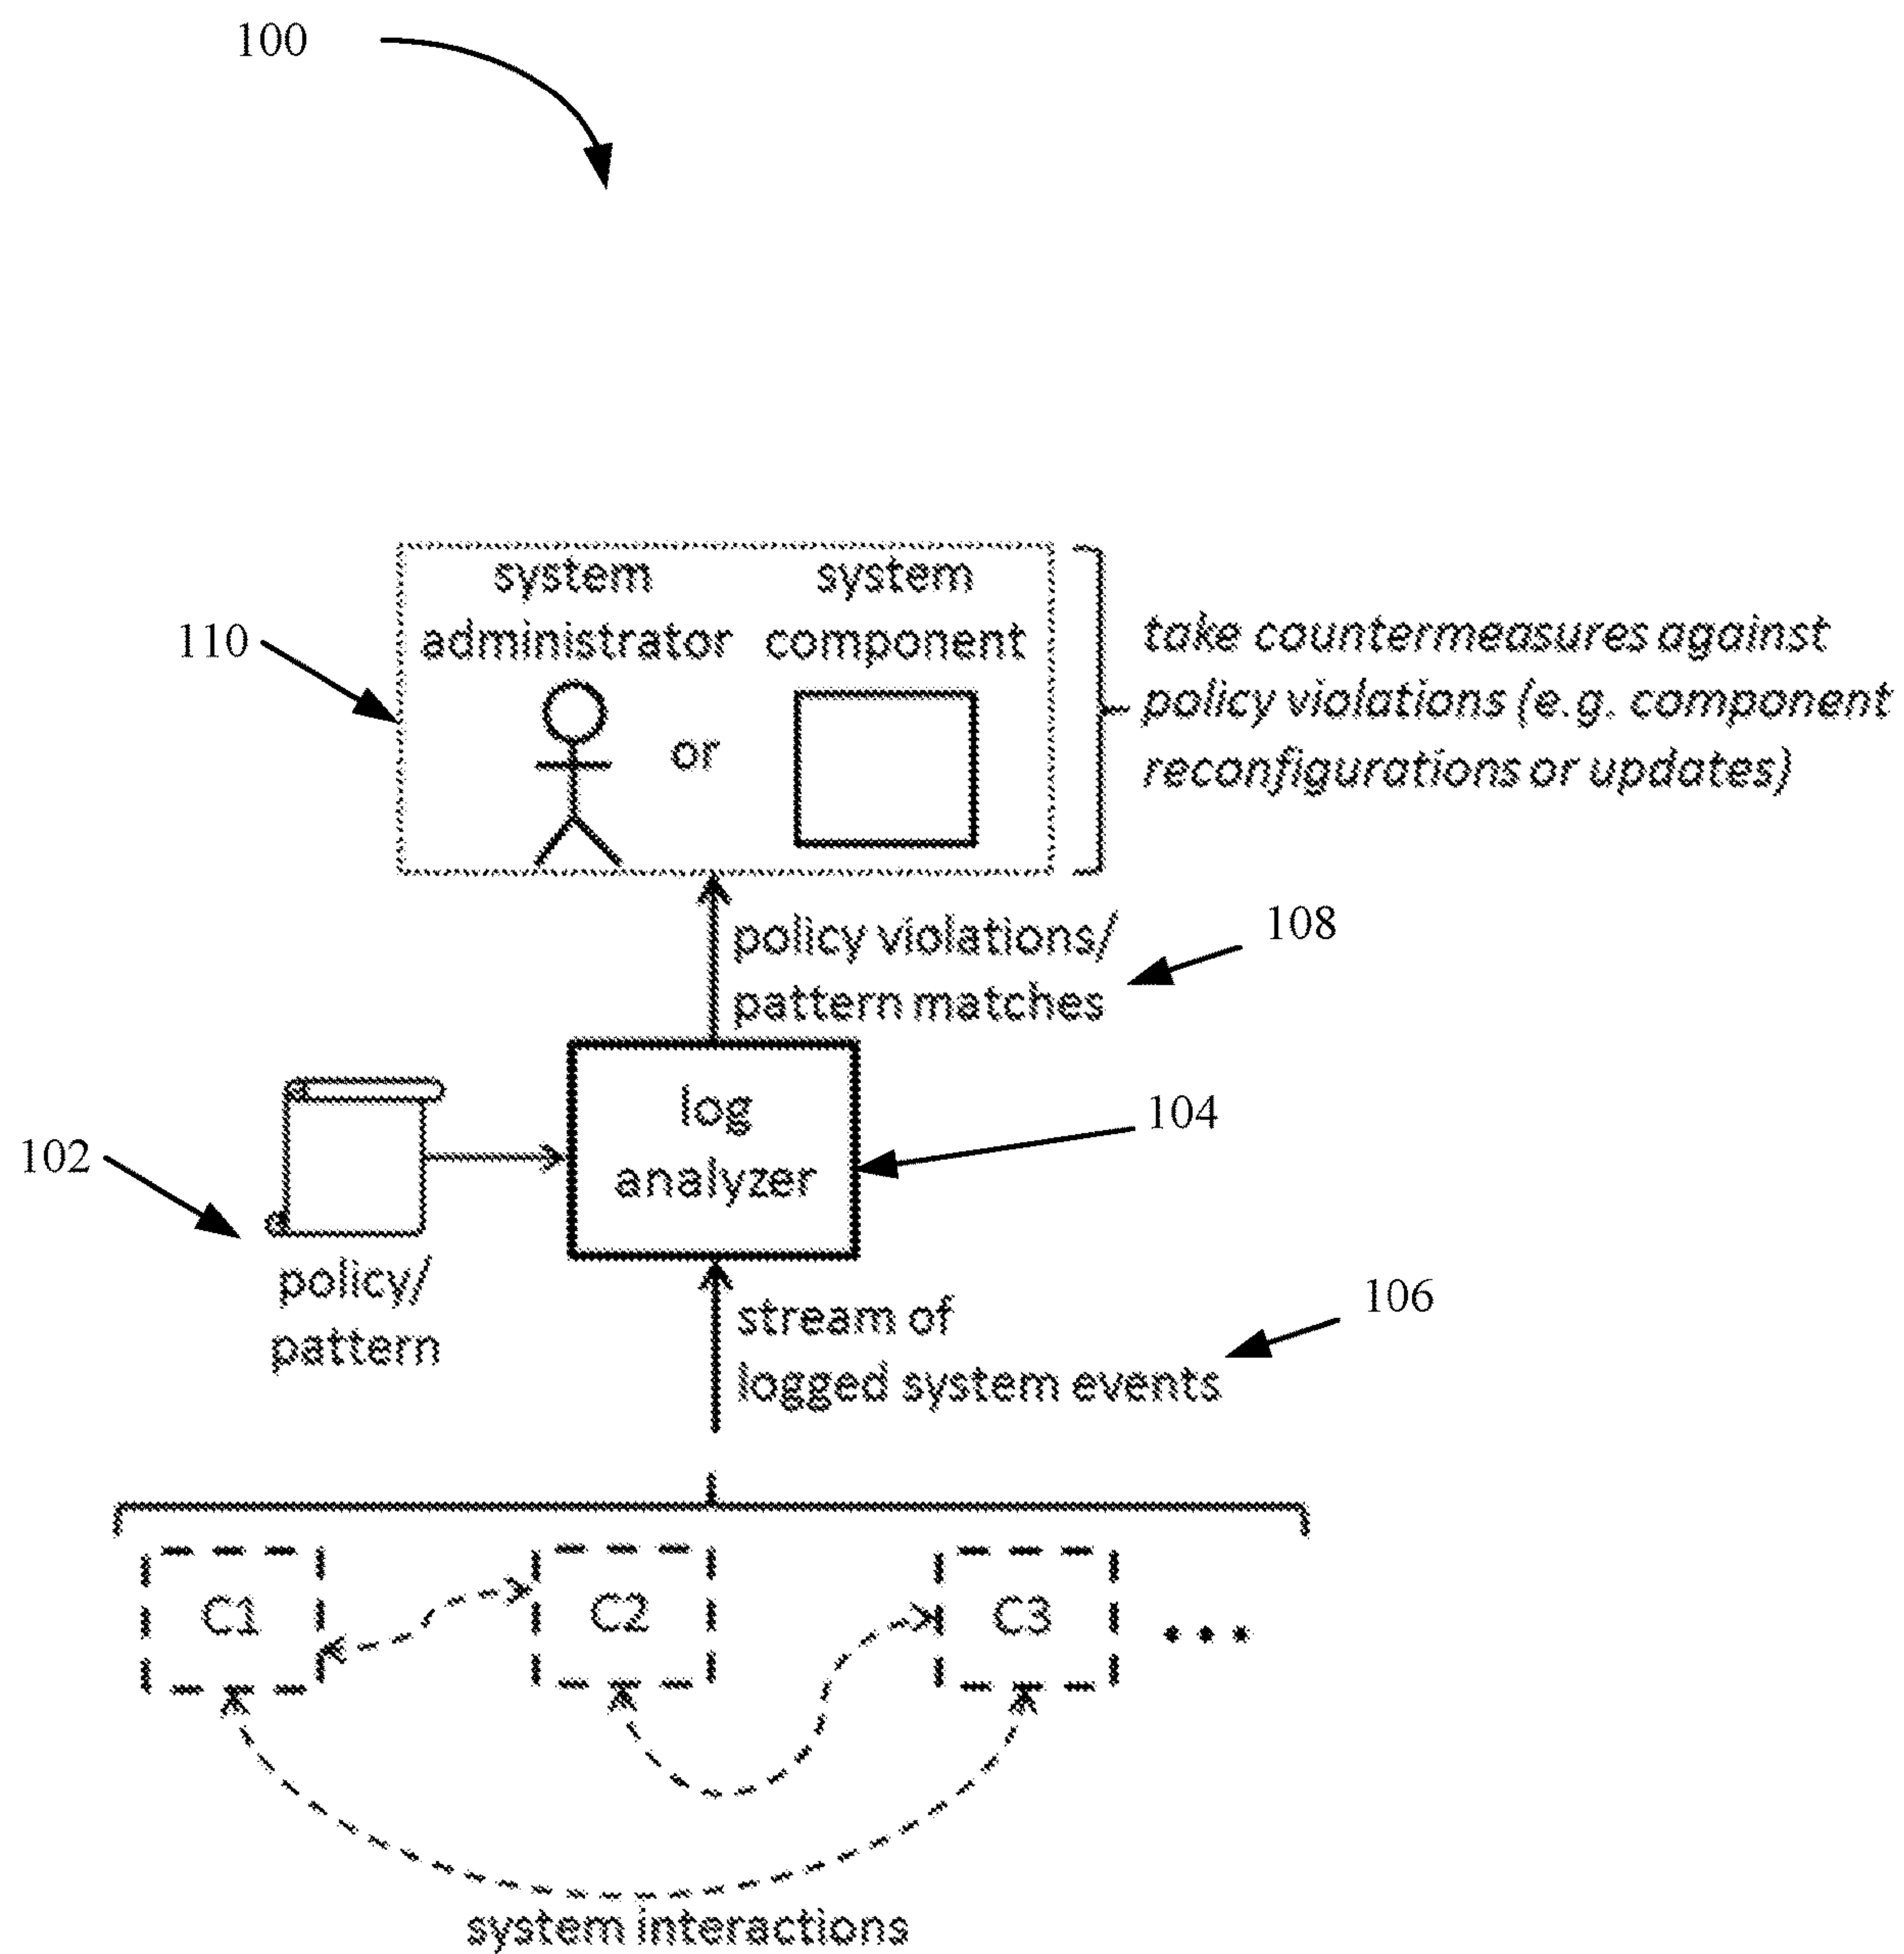 100
system system
administrator component
110
or
take countermeasures against
policy violations (e.g. component
reconfigurations or updates)
policy violations/
pattern matches
108
log
analyzer
104
102
policy/
pattern
stream of
logged system events
106
C1 C2 C3 •••
system interactions